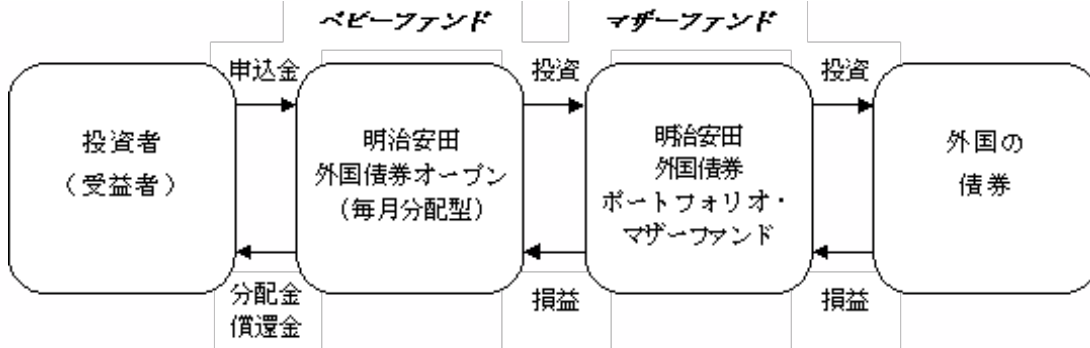 ベビーファンド
マザーファンド
申込金
投資
投資
投資者
（受益者）
明治安田
外国債券オープン
（毎月分配型）
明治安田
外国債券
ポートフォリオ・
マザーファンド
外国の
債券
分配金
償還金
損益
損益